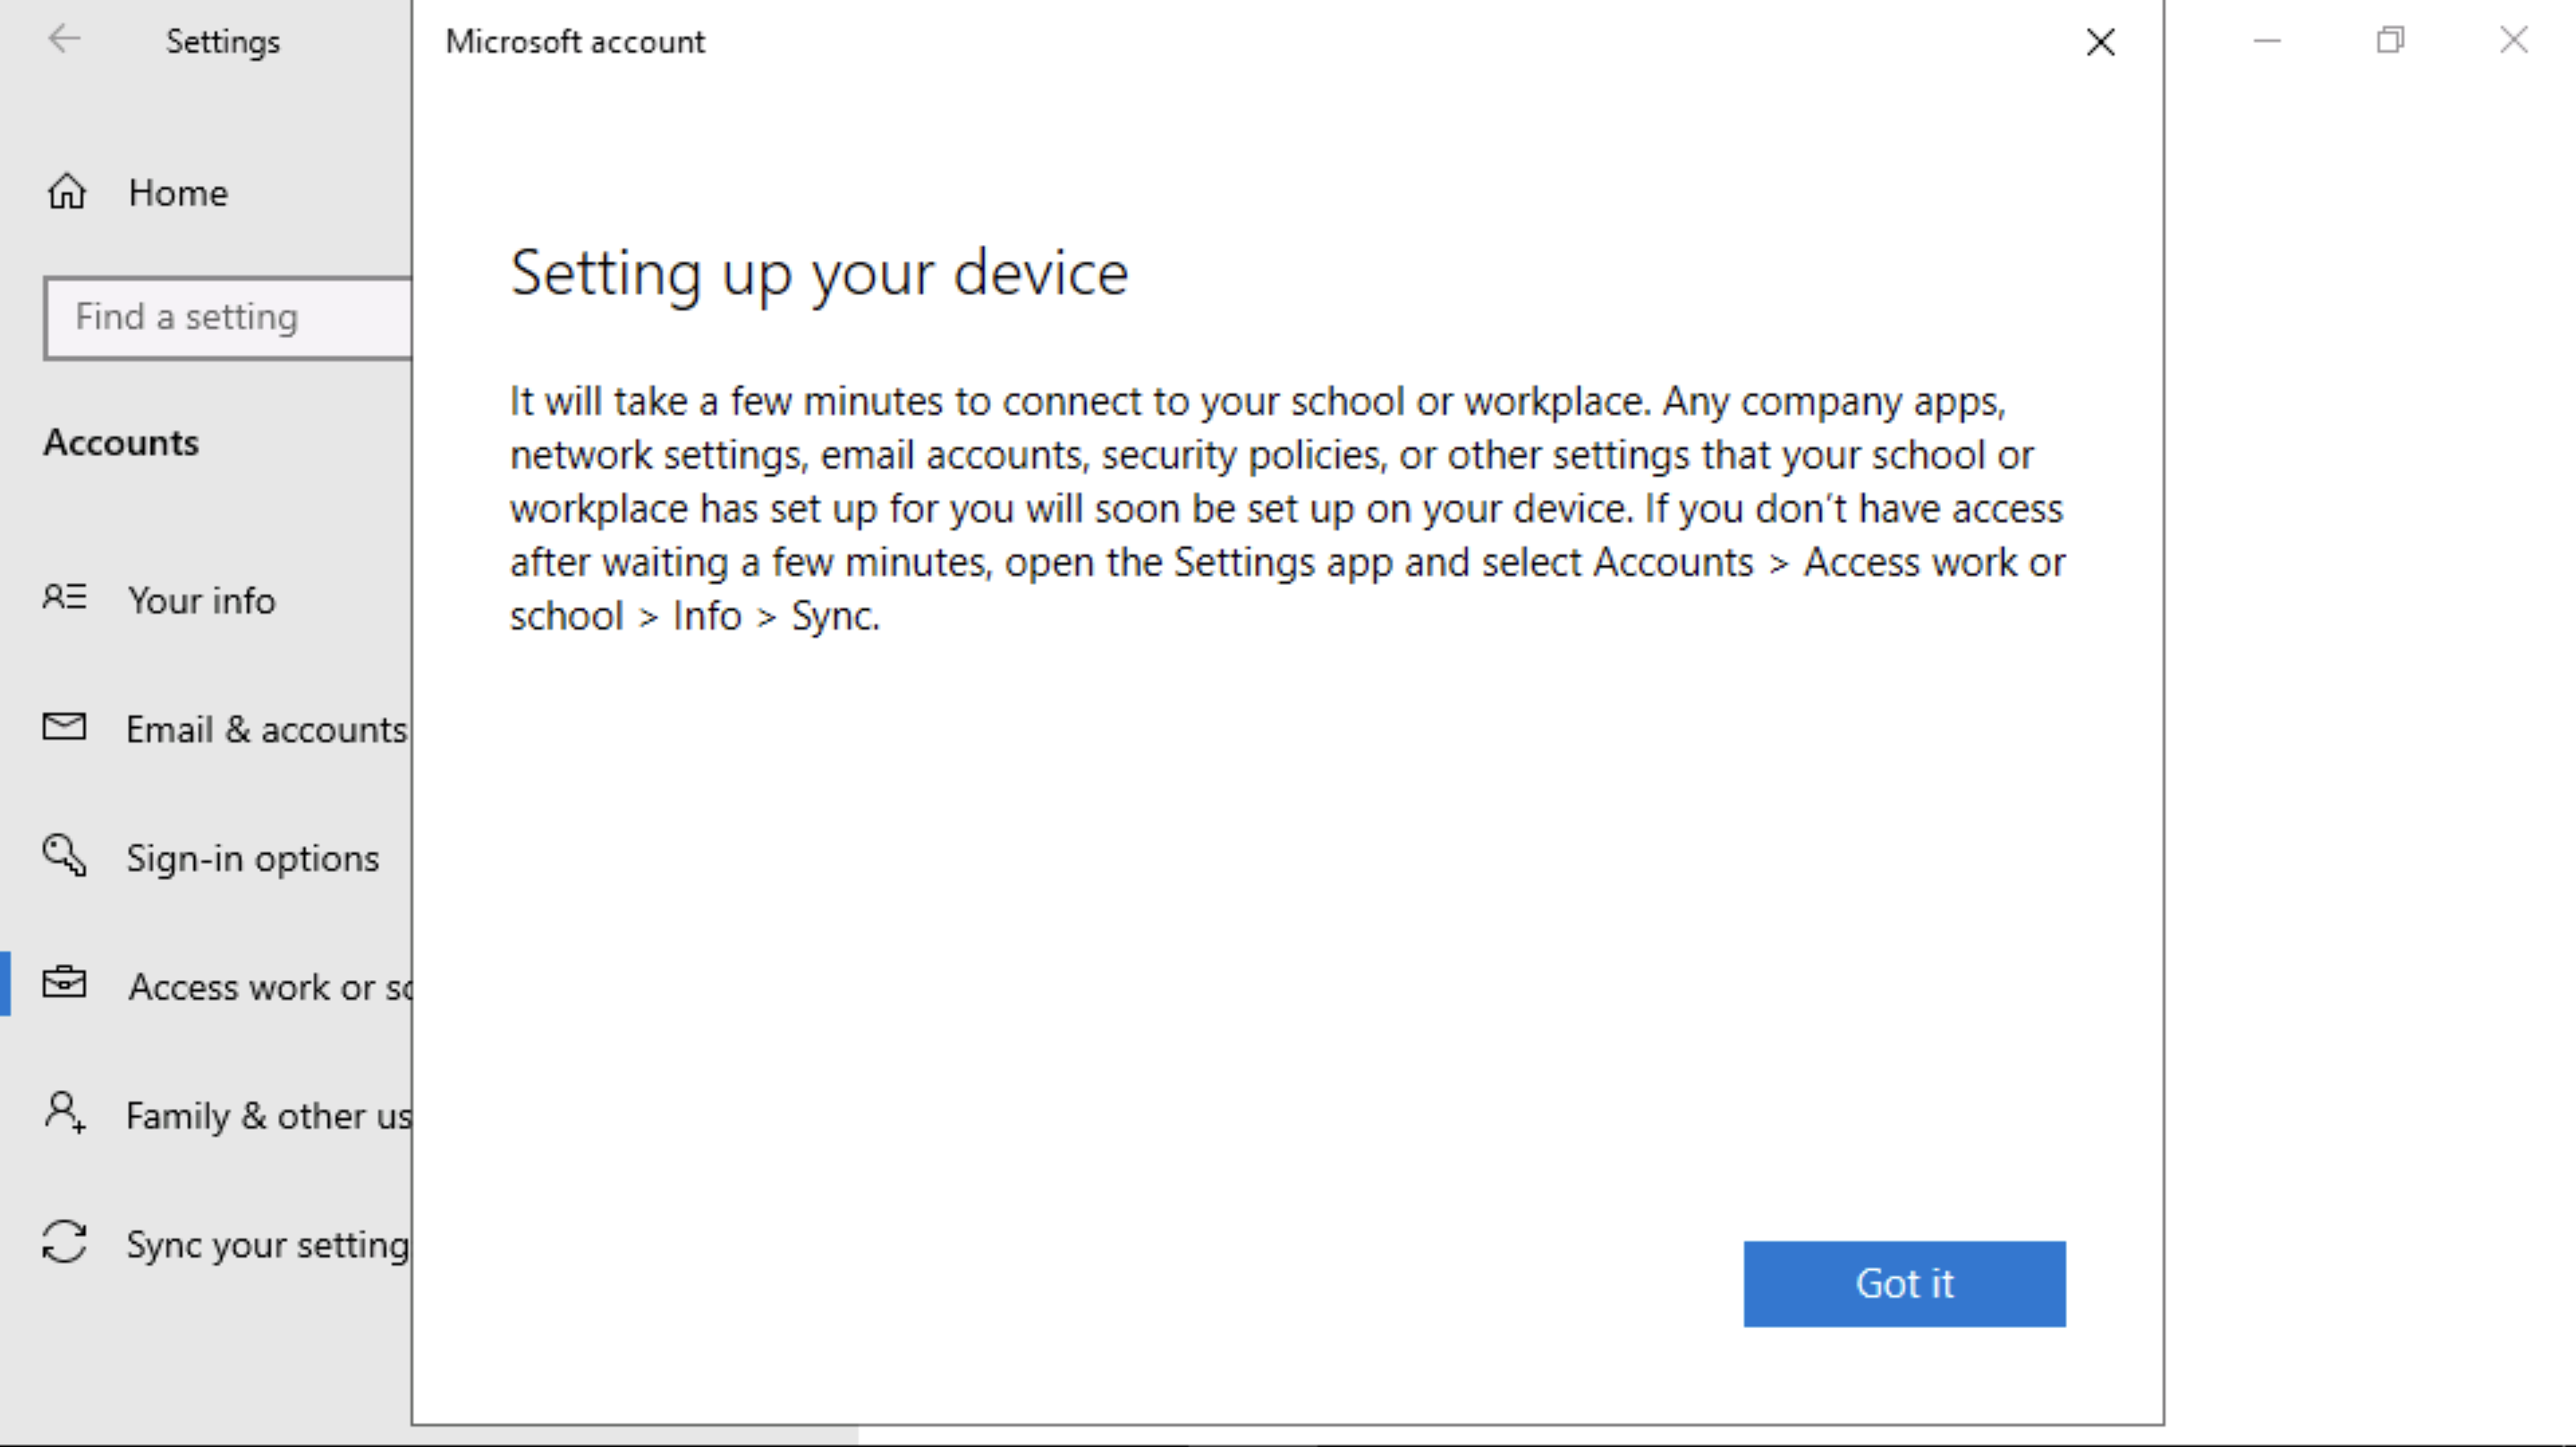 Settings
Microsoft account
Home
Find a setting
Accounts
Your info
Email & accounts
Sign-in options
Access work or
Family & other
Sync your
Setting up your device
It will take a few minutes to connect to your school or workplace. Any company apps,
network settings, email accounts, security policies, or other settings that your school or
workplace has set up for you will soon be set up on your device. If you don’t have access
after waiting a few minutes, open the Settings app and select Accounts > Access work or
school > Info > Sync.
Got it